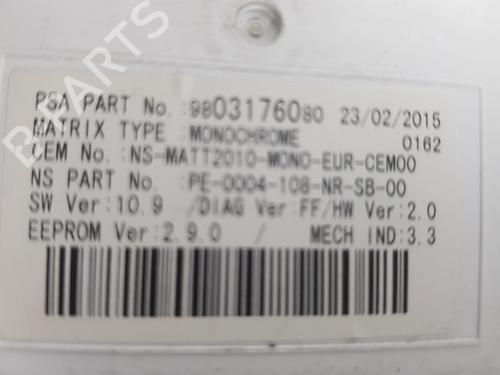 PSA PART No. :9803176080 23/02/2015
MATRIX TYPE :MONOCHROME 0162
CEM No. :NS-MATT2010-MONO-EUR-CEM00
NS PART No. :PE-0004-108-NR-SB-00
SW Ver:10.9 /DIAG Ver:FF/HW Ver:2.0
EEPROM Ver:2.9.0 / MECH IND:3.3
B-PARTS